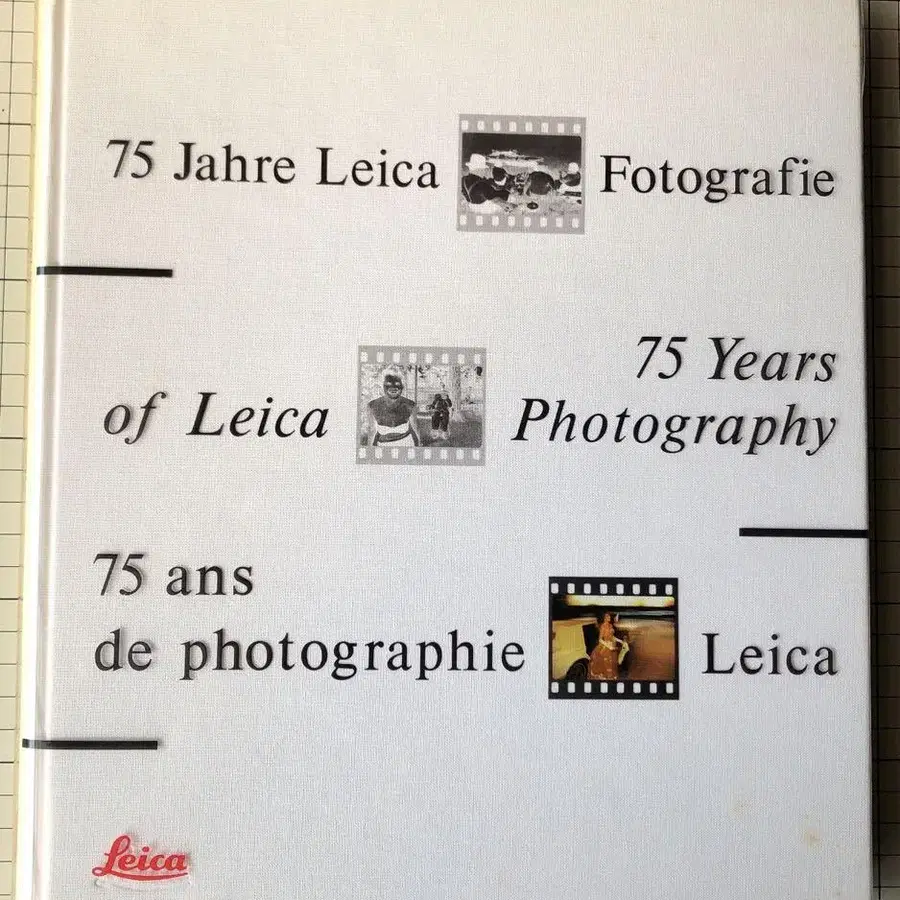 75 Jahre Leica Fotografie
75 Years
of Leica Photography
75 ans
de photographie Leica
Leica